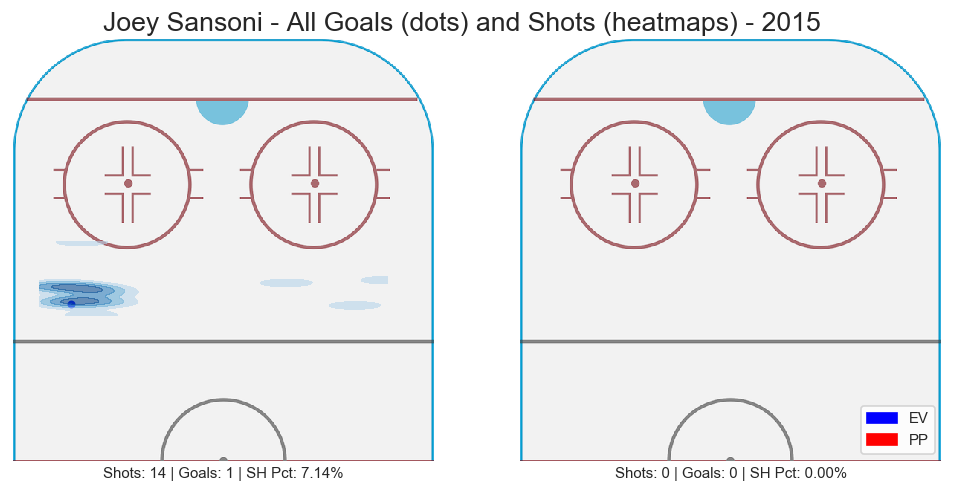 Joey Sansoni - All Goals (dots) and Shots (heatmaps) - 2015
EV
PP
Shots: 14 | Goals: 1 | SH Pct: 7.14%
Shots: 0 | Goals: 0 | SH Pct: 0.00%